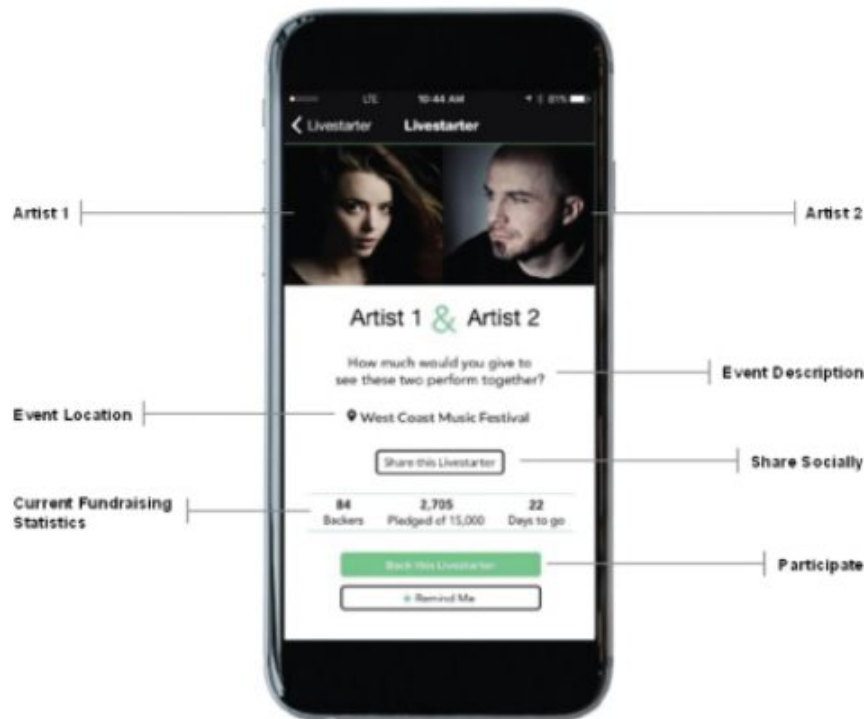 LTE 10:44 AM 81%
Livestarter Livestarter
Artist 1
Artist 2
Artist 1 & Artist 2
How much would you give to
see these two perform together?
Event Description
Event Location
West Coast Music Festival
Share this Livestarter
Share Socially
Current Fundraising
Statistics
84 2,705 22
Backers Pledged of 15,000 Days to go
Back this Livestarter
Participate
+ Remind Me